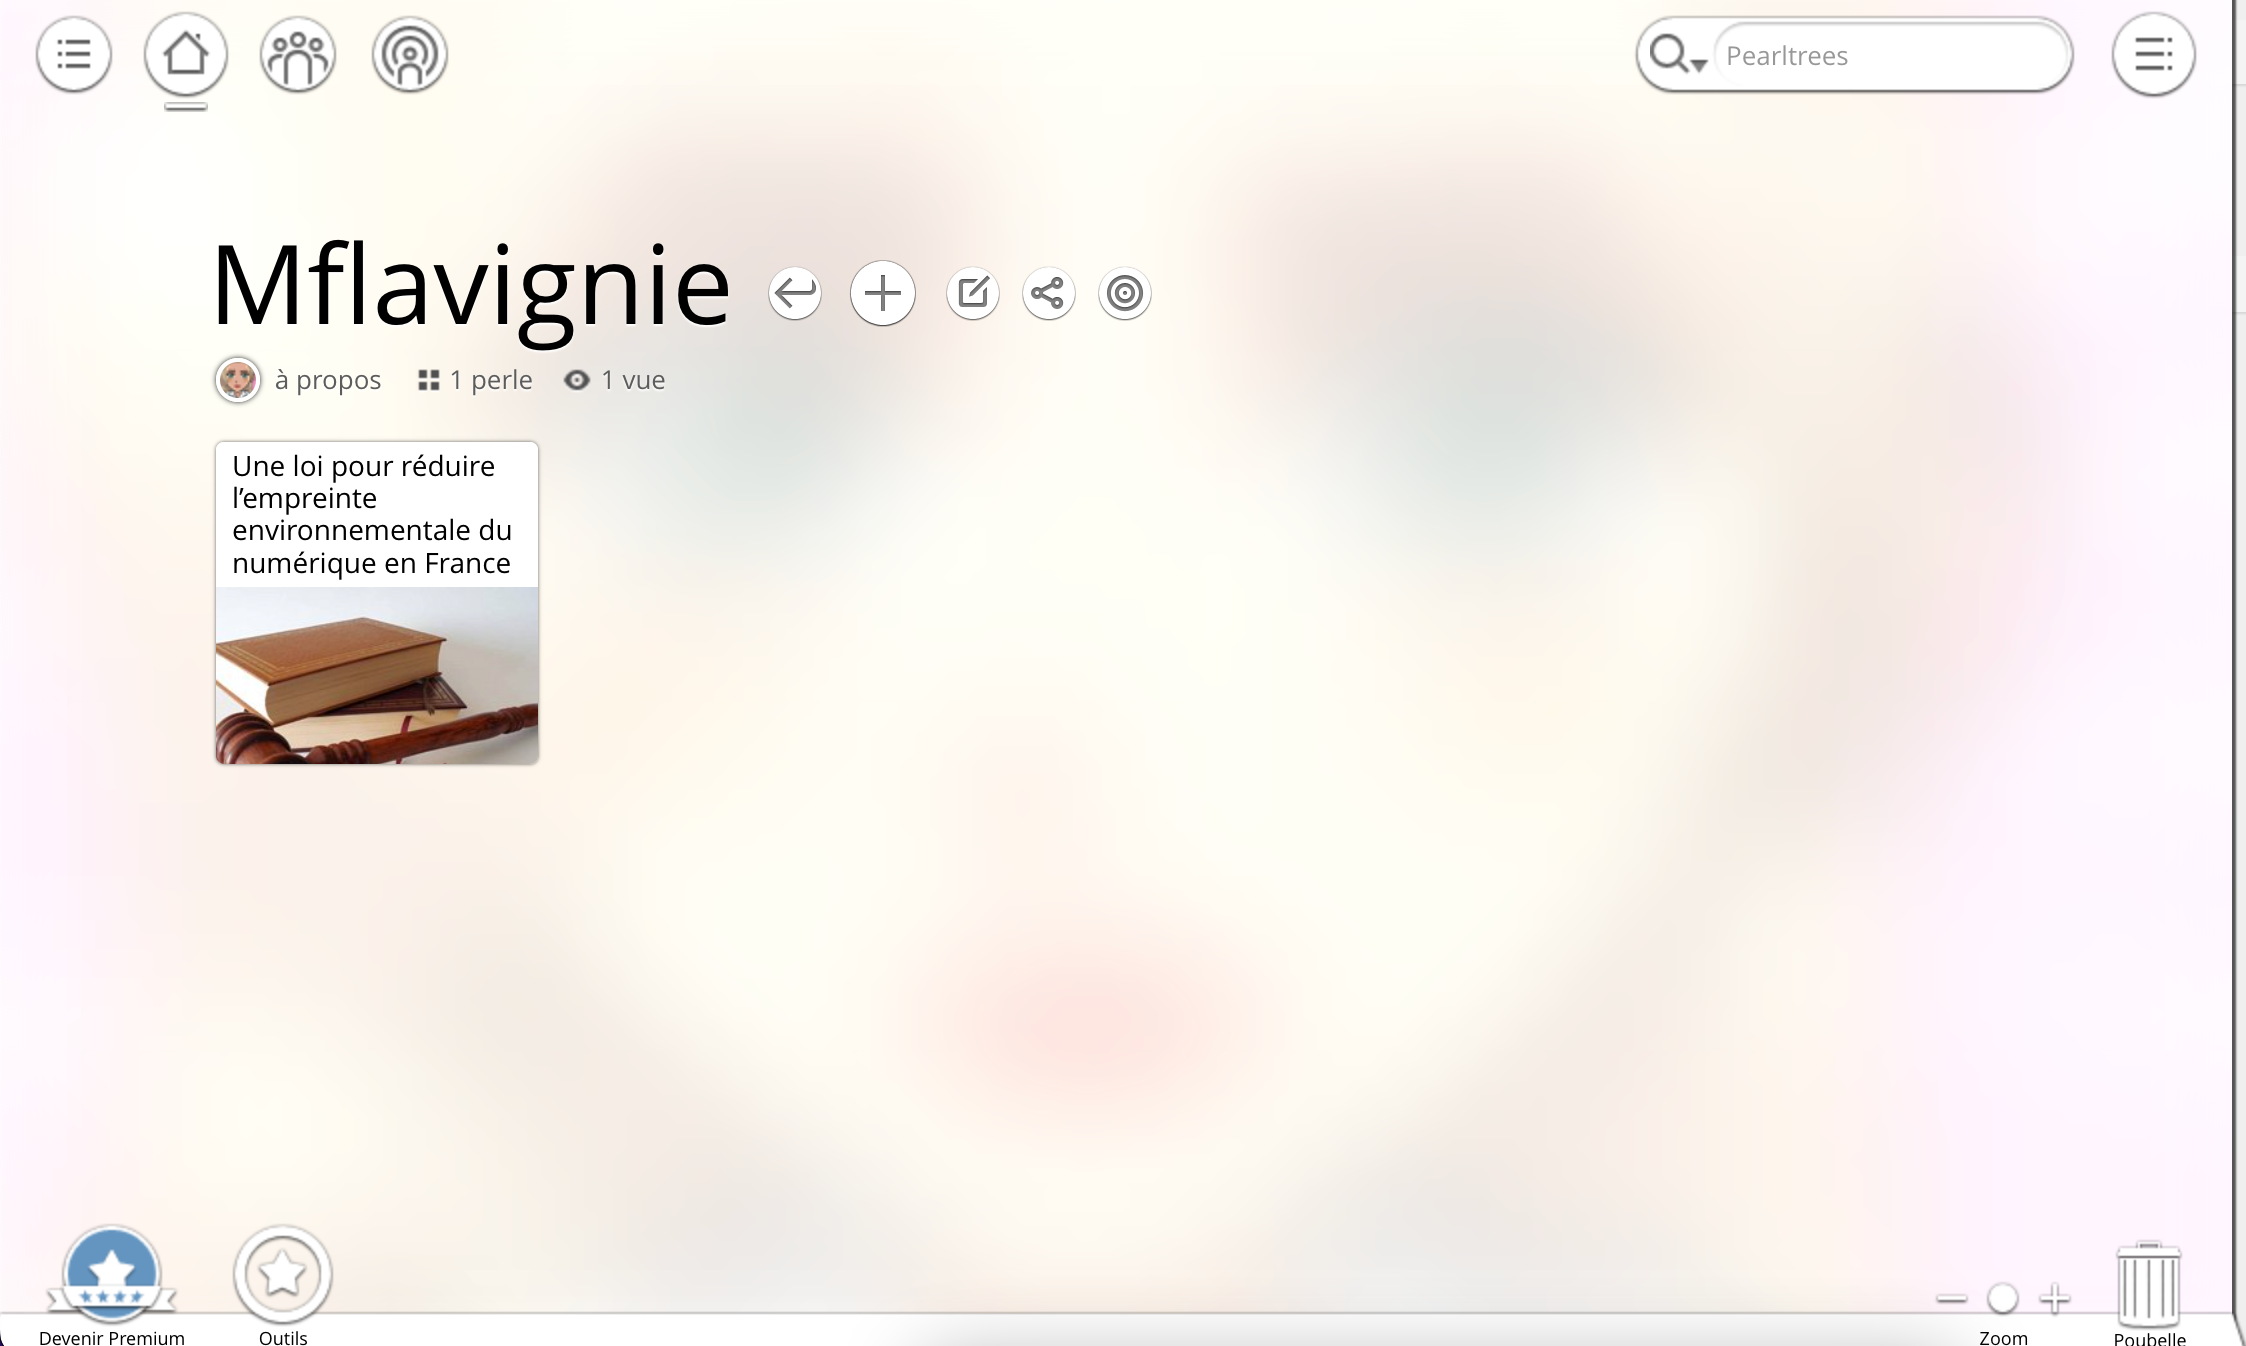 Pearltrees
Mflavignie
à propos 1 perle 1 vue
Une loi pour réduire
l’empreinte
environnementale du
numérique en France
Devenir Premium
Outils
Zoom
Poubelle